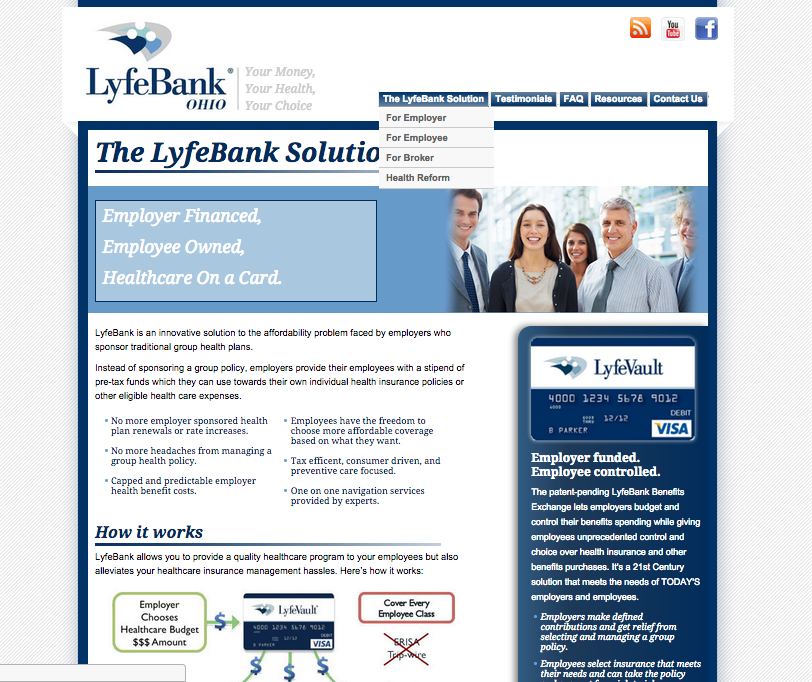 LyfeBank®
OHIO
Your Money,
Your Health,
Your Choice
You
Tube
f
The LyfeBank Solution Testimonials FAQ Resources Contact Us
For Employer
For Employee
For Broker
Health Reform
The LyfeBank Solutio
Employer Financed,
Employee Owned,
Healthcare On a Card.
LyfeBank is an innovative solution to the affordability problem faced by employers who
sponsor traditional group health plans.
Instead of sponsoring a group policy, employers provide their employees with a stipend of
pre-tax funds which they can use towards their own individual health insurance policies or
other eligible health care expenses.
No more employer sponsored health
plan renewals or rate increases.
No more headaches from managing a
group health policy.
Capped and predictable employer
health benefit costs.
Employees have the freedom to
choose more affordable coverage
based on what they want.
Tax efficent, consumer driven, and
preventive care focused.
One on one navigation services
provided by experts.
How it works
LyfeBank allows you to provide a quality healthcare program to your employees but also
alleviates your healthcare insurance management hassles. Here's how it works:
Employer
Chooses
Healthcare Budget
$$$ Amount
$
LyfeVault
4000 1234 5678 9012
12/12
DEBIT
VISA
$ $ $
Cover Every
Employee Class
ERISA
Trip-wire
LyfeVault
4000 1234 5678 9012
4000
GOOD
THRU 12/12
DEBIT
B PARKER
VISA
Employer funded.
Employee controlled.
The patent-pending LyfeBank Benefits
Exchange lets employers budget and
control their benefits spending while giving
employees unprecedented control and
choice over health insurance and other
benefits purchases. It's a 21st Century
solution that meets the needs of TODAY'S
employers and employees.
Employers make defined
contributions and get relief from
selecting and managing a group
policy.
Employees select insurance that meets
their needs and can take the policy